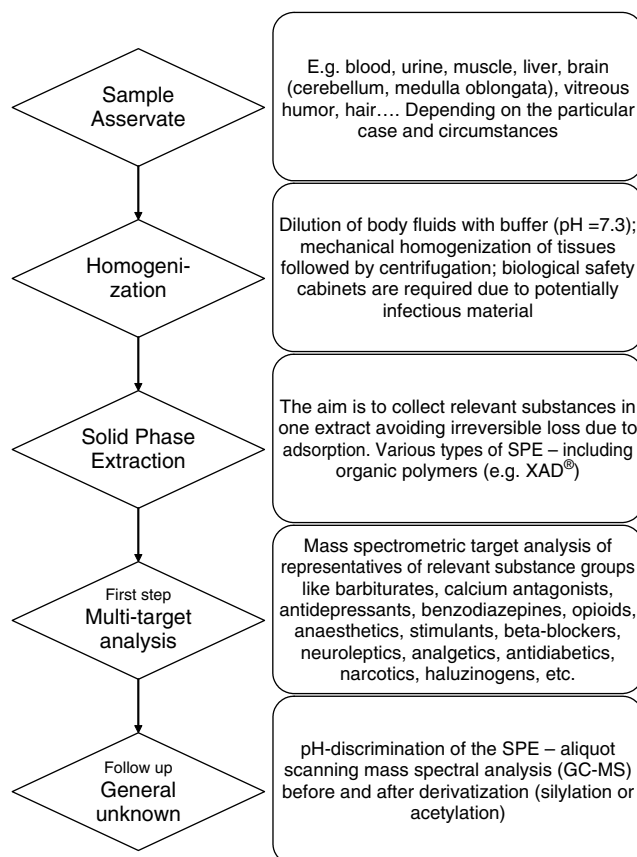 Sample
Asservate
E.g. blood, urine, muscle, liver, brain
(cerebellum, medulla oblongata), vitreous
humor, hair…. Depending on the particular
case and circumstances
Homogeni-
zation
Dilution of body fluids with buffer (pH =7.3);
mechanical homogenization of tissues
followed by centrifugation; biological safety
cabinets are required due to potentially
infectious material
Solid Phase
Extraction
The aim is to collect relevant substances in
one extract avoiding irreversible loss due to
adsorption. Various types of SPE – including
organic polymers (e.g. XAD®)
First step
Multi-target
analysis
Mass spectrometric target analysis of
representatives of relevant substance groups
like barbiturates, calcium antagonists,
antidepressants, benzodiazepines, opioids,
anaesthetics, stimulants, beta-blockers,
neuroleptics, analgetics, antidiabetics,
narcotics, haluzinogens, etc.
Follow up
General
unknown
pH-discrimination of the SPE – aliquot
scanning mass spectral analysis (GC-MS)
before and after derivatization (silylation or
acetylation)